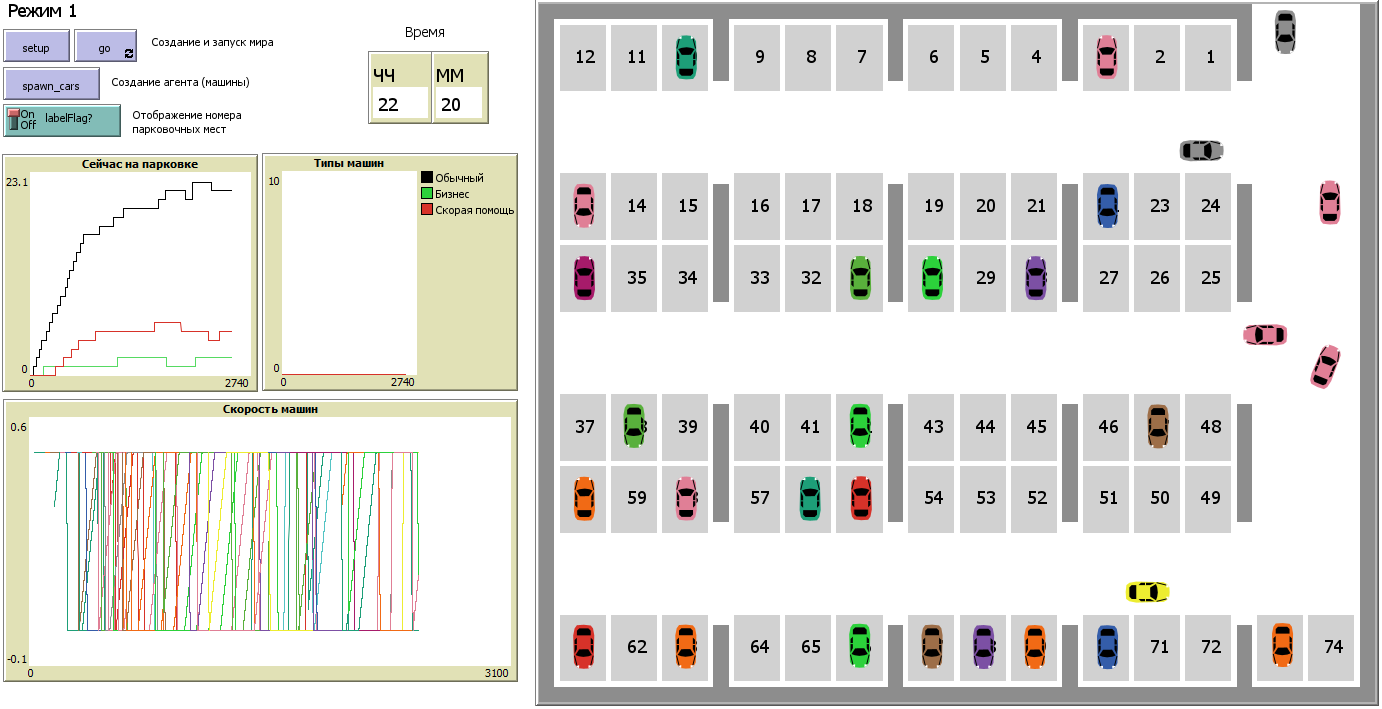 Режим 1
setup
go
Создание и запуск мира
spawn_cars
Создание агента (машины)
On
Off
labelFlag?
Отображение номера
парковочных мест
Время
ЧЧ
ММ
22
20
Сейчас на парковке
23.1
0
0
2740
Типы машин
10
0
0
2740
Обычный
Бизнес
Скорая помощь
Скорость машин
0.6
-0.1
0
3100
12 11 9 8 7 6 5 4 2 1
14 15 16 17 18 19 20 21 23 24
35 34 33 32 29 27 26 25
37 39 40 41 43 44 45 46 48
59 57 54 53 52 51 50 49
62 64 65 71 72 74